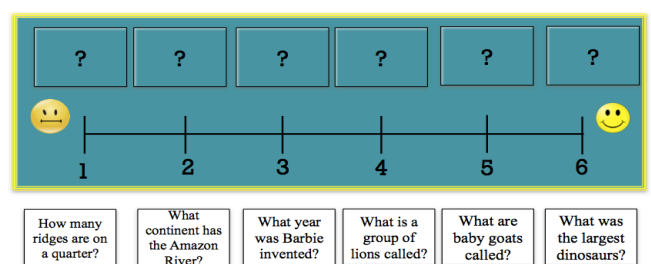 ? ? ? ? ? ?
1 2 3 4 5 6
How many
ridges are on
a quarter?
What
continent has
the Amazon
River?
What year
was Barbie
invented?
What is a
group of
lions called?
What are
baby goats
called?
What was
the largest
dinosaurs?